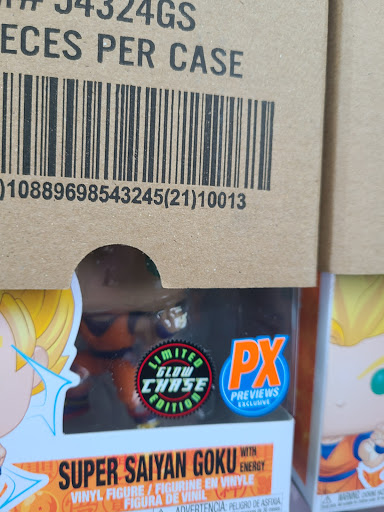 54324GS
ECES PER CASE
)10889698543245(21)10013
LIMITED
GLOW
CHASE
EDITION
PX
PREVIEWS
EXCLUSIVE
SUPER SAIYAN GOKU WITH ENERGY
VINYL FIGURE / FIGURINE EN VINYLE
FIGURA DE VINIL
ADVERTENCIA: PELIGRO DE ASFIXIA